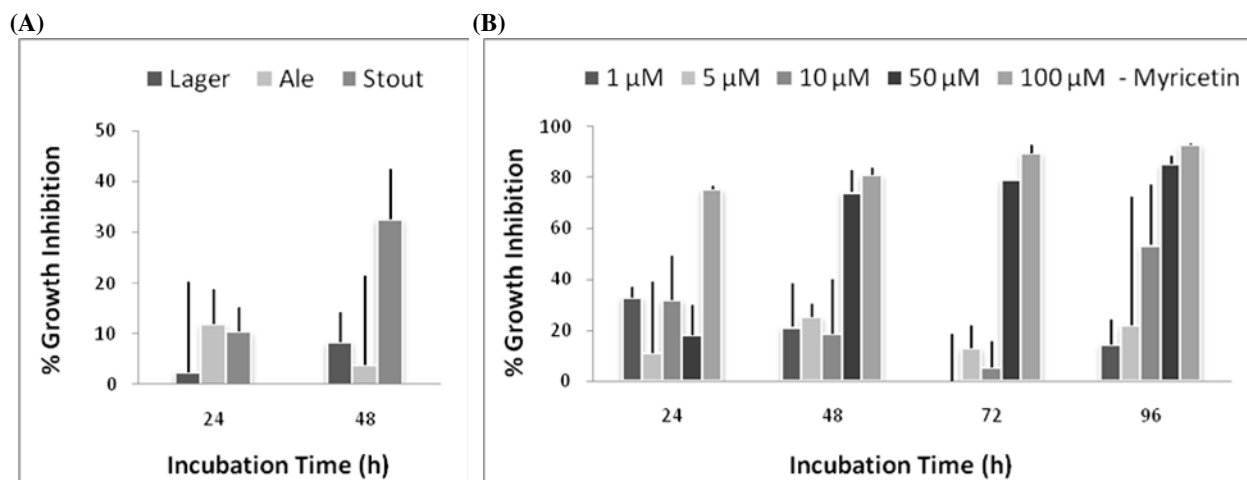 (A)
Lager Ale Stout
% Growth Inhibition
50
40
30
20
10
0
24 48
Incubation Time (h)
(B)
1 µM 5 µM 10 µM 50 µM 100 µM - Myricetin
% Growth Inhibition
100
80
60
40
20
0
24 48 72 96
Incubation Time (h)